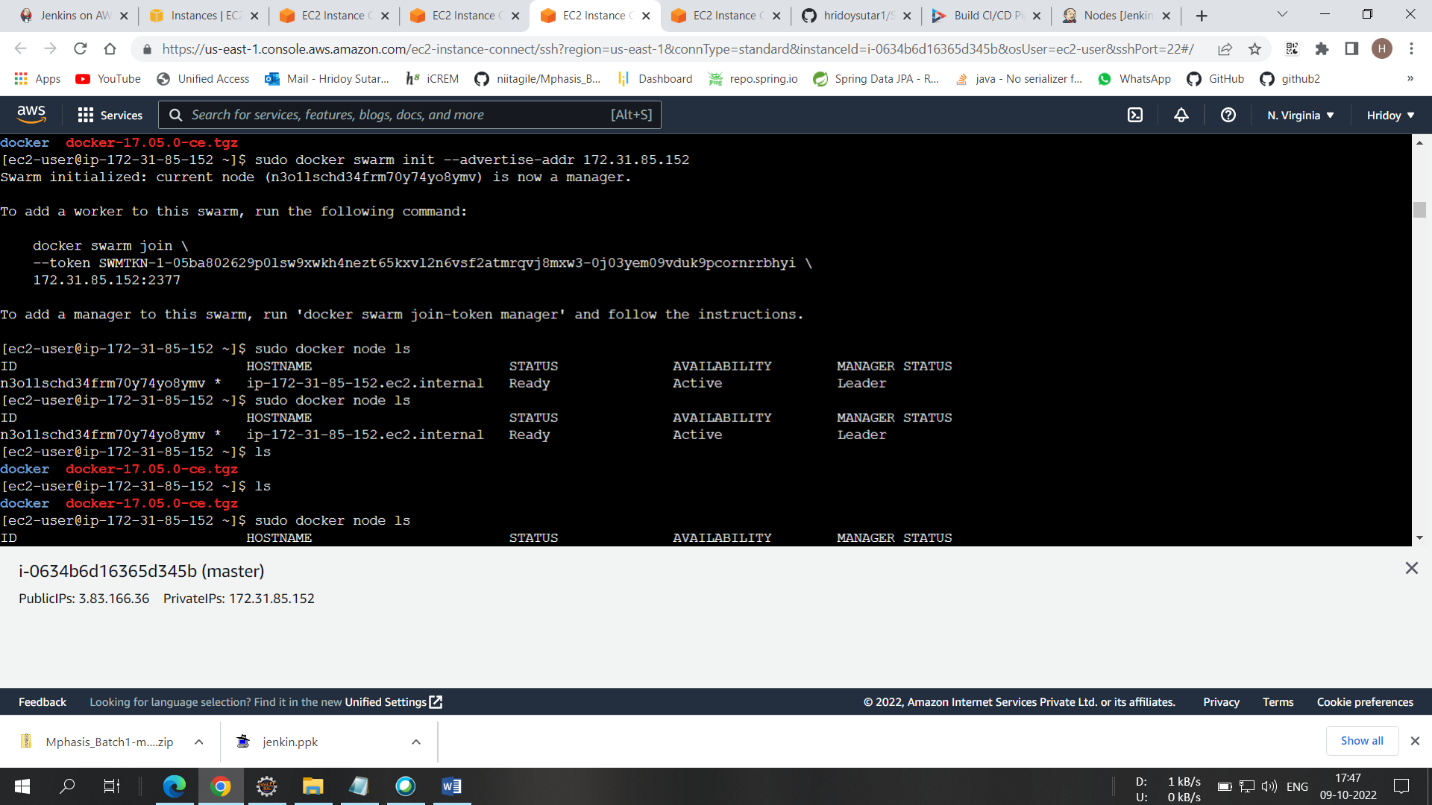 Jenkins on AW
Instances | EC
EC2 Instance C
EC2 Instance C
EC2 Instance C
EC2 Instance C
hridoysutar1/S
Build CI/CD Pi
Nodes [Jenkin
https://us-east-1.console.aws.amazon.com/ec2-instance-connect/ssh?region=us-east-1&connType=standard&instanceId=i-0634b6d16365d345b&osUser=ec2-user&sshPort=22#/
H
Apps
YouTube
Unified Access
Mail - Hridoy Sutar...
iCREM
niitagile/Mphasis_B...
Dashboard
repo.spring.io
Spring Data JPA - R...
java - No serializer f...
WhatsApp
GitHub
github2
»
aws
Services
Search for services, features, blogs, docs, and more
[Alt+S]
N. Virginia ▼
Hridoy ▼
docker docker-17.05.0-ce.tgz
[ec2-user@ip-172-31-85-152 ~]$ sudo docker swarm init --advertise-addr 172.31.85.152
Swarm initialized: current node (n3o1lschd34frm70y74yo8ymv) is now a manager.
To add a worker to this swarm, run the following command:
docker swarm join \
--token SWMTKN-1-05ba802629p0lsw9xwkh4nezt65kxvl2n6vsf2atmrqvj8mxw3-0j03yem09vduk9pcornrrbhyi \
172.31.85.152:2377
To add a manager to this swarm, run 'docker swarm join-token manager' and follow the instructions.
[ec2-user@ip-172-31-85-152 ~]$ sudo docker node ls
ID HOSTNAME STATUS AVAILABILITY MANAGER STATUS
n3o1lschd34frm70y74yo8ymv * ip-172-31-85-152.ec2.internal Ready Active Leader
[ec2-user@ip-172-31-85-152 ~]$ sudo docker node ls
ID HOSTNAME STATUS AVAILABILITY MANAGER STATUS
n3o1lschd34frm70y74yo8ymv * ip-172-31-85-152.ec2.internal Ready Active Leader
[ec2-user@ip-172-31-85-152 ~]$ ls
docker docker-17.05.0-ce.tgz
[ec2-user@ip-172-31-85-152 ~]$ ls
docker docker-17.05.0-ce.tgz
[ec2-user@ip-172-31-85-152 ~]$ sudo docker node ls
ID HOSTNAME STATUS AVAILABILITY MANAGER STATUS
i-0634b6d16365d345b (master)
PublicIPs: 3.83.166.36 PrivateIPs: 172.31.85.152
Feedback
Looking for language selection? Find it in the new Unified Settings
© 2022, Amazon Internet Services Private Ltd. or its affiliates.
Privacy
Terms
Cookie preferences
Mphasis_Batch1-m....zip
jenkin.ppk
Show all
D: 1 kB/s
U: 0 kB/s
ENG
17:47
09-10-2022